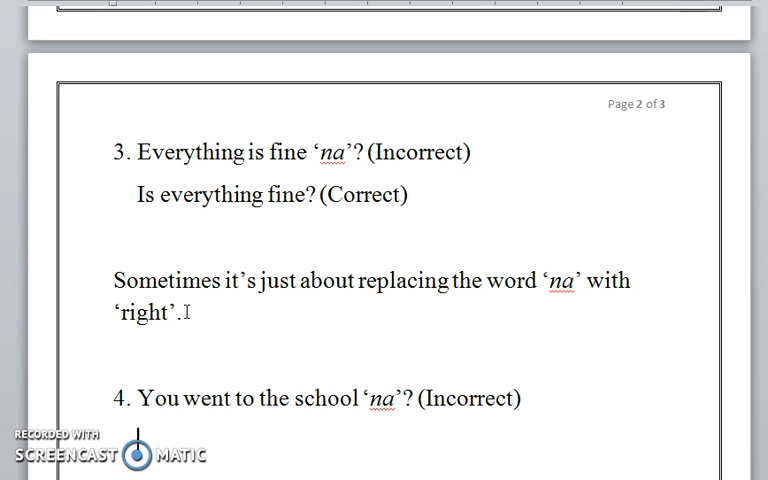 Page 2 of 3
3. Everything is fine ‘na’? (Incorrect)
Is everything fine? (Correct)
Sometimes it’s just about replacing the word ‘na’ with
‘right’.
4. You went to the school ‘na’? (Incorrect)
RECORDED WITH
SCREENCAST MATIC